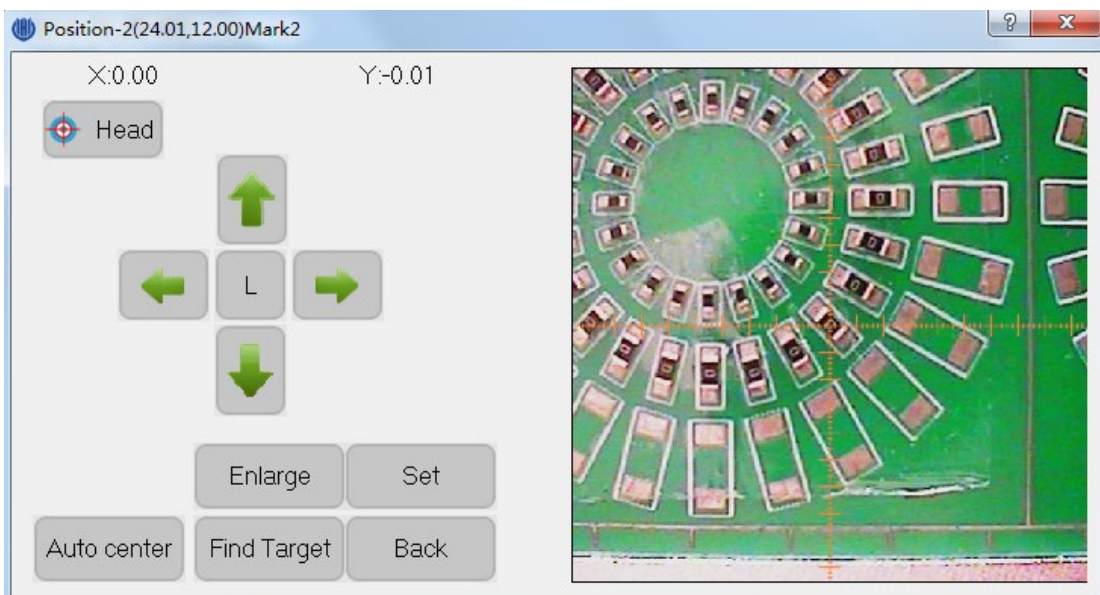 Position-2(24.01,12.00)Mark2
X:0.00 Y:-0.01
Head
L
Enlarge Set
Auto center Find Target Back